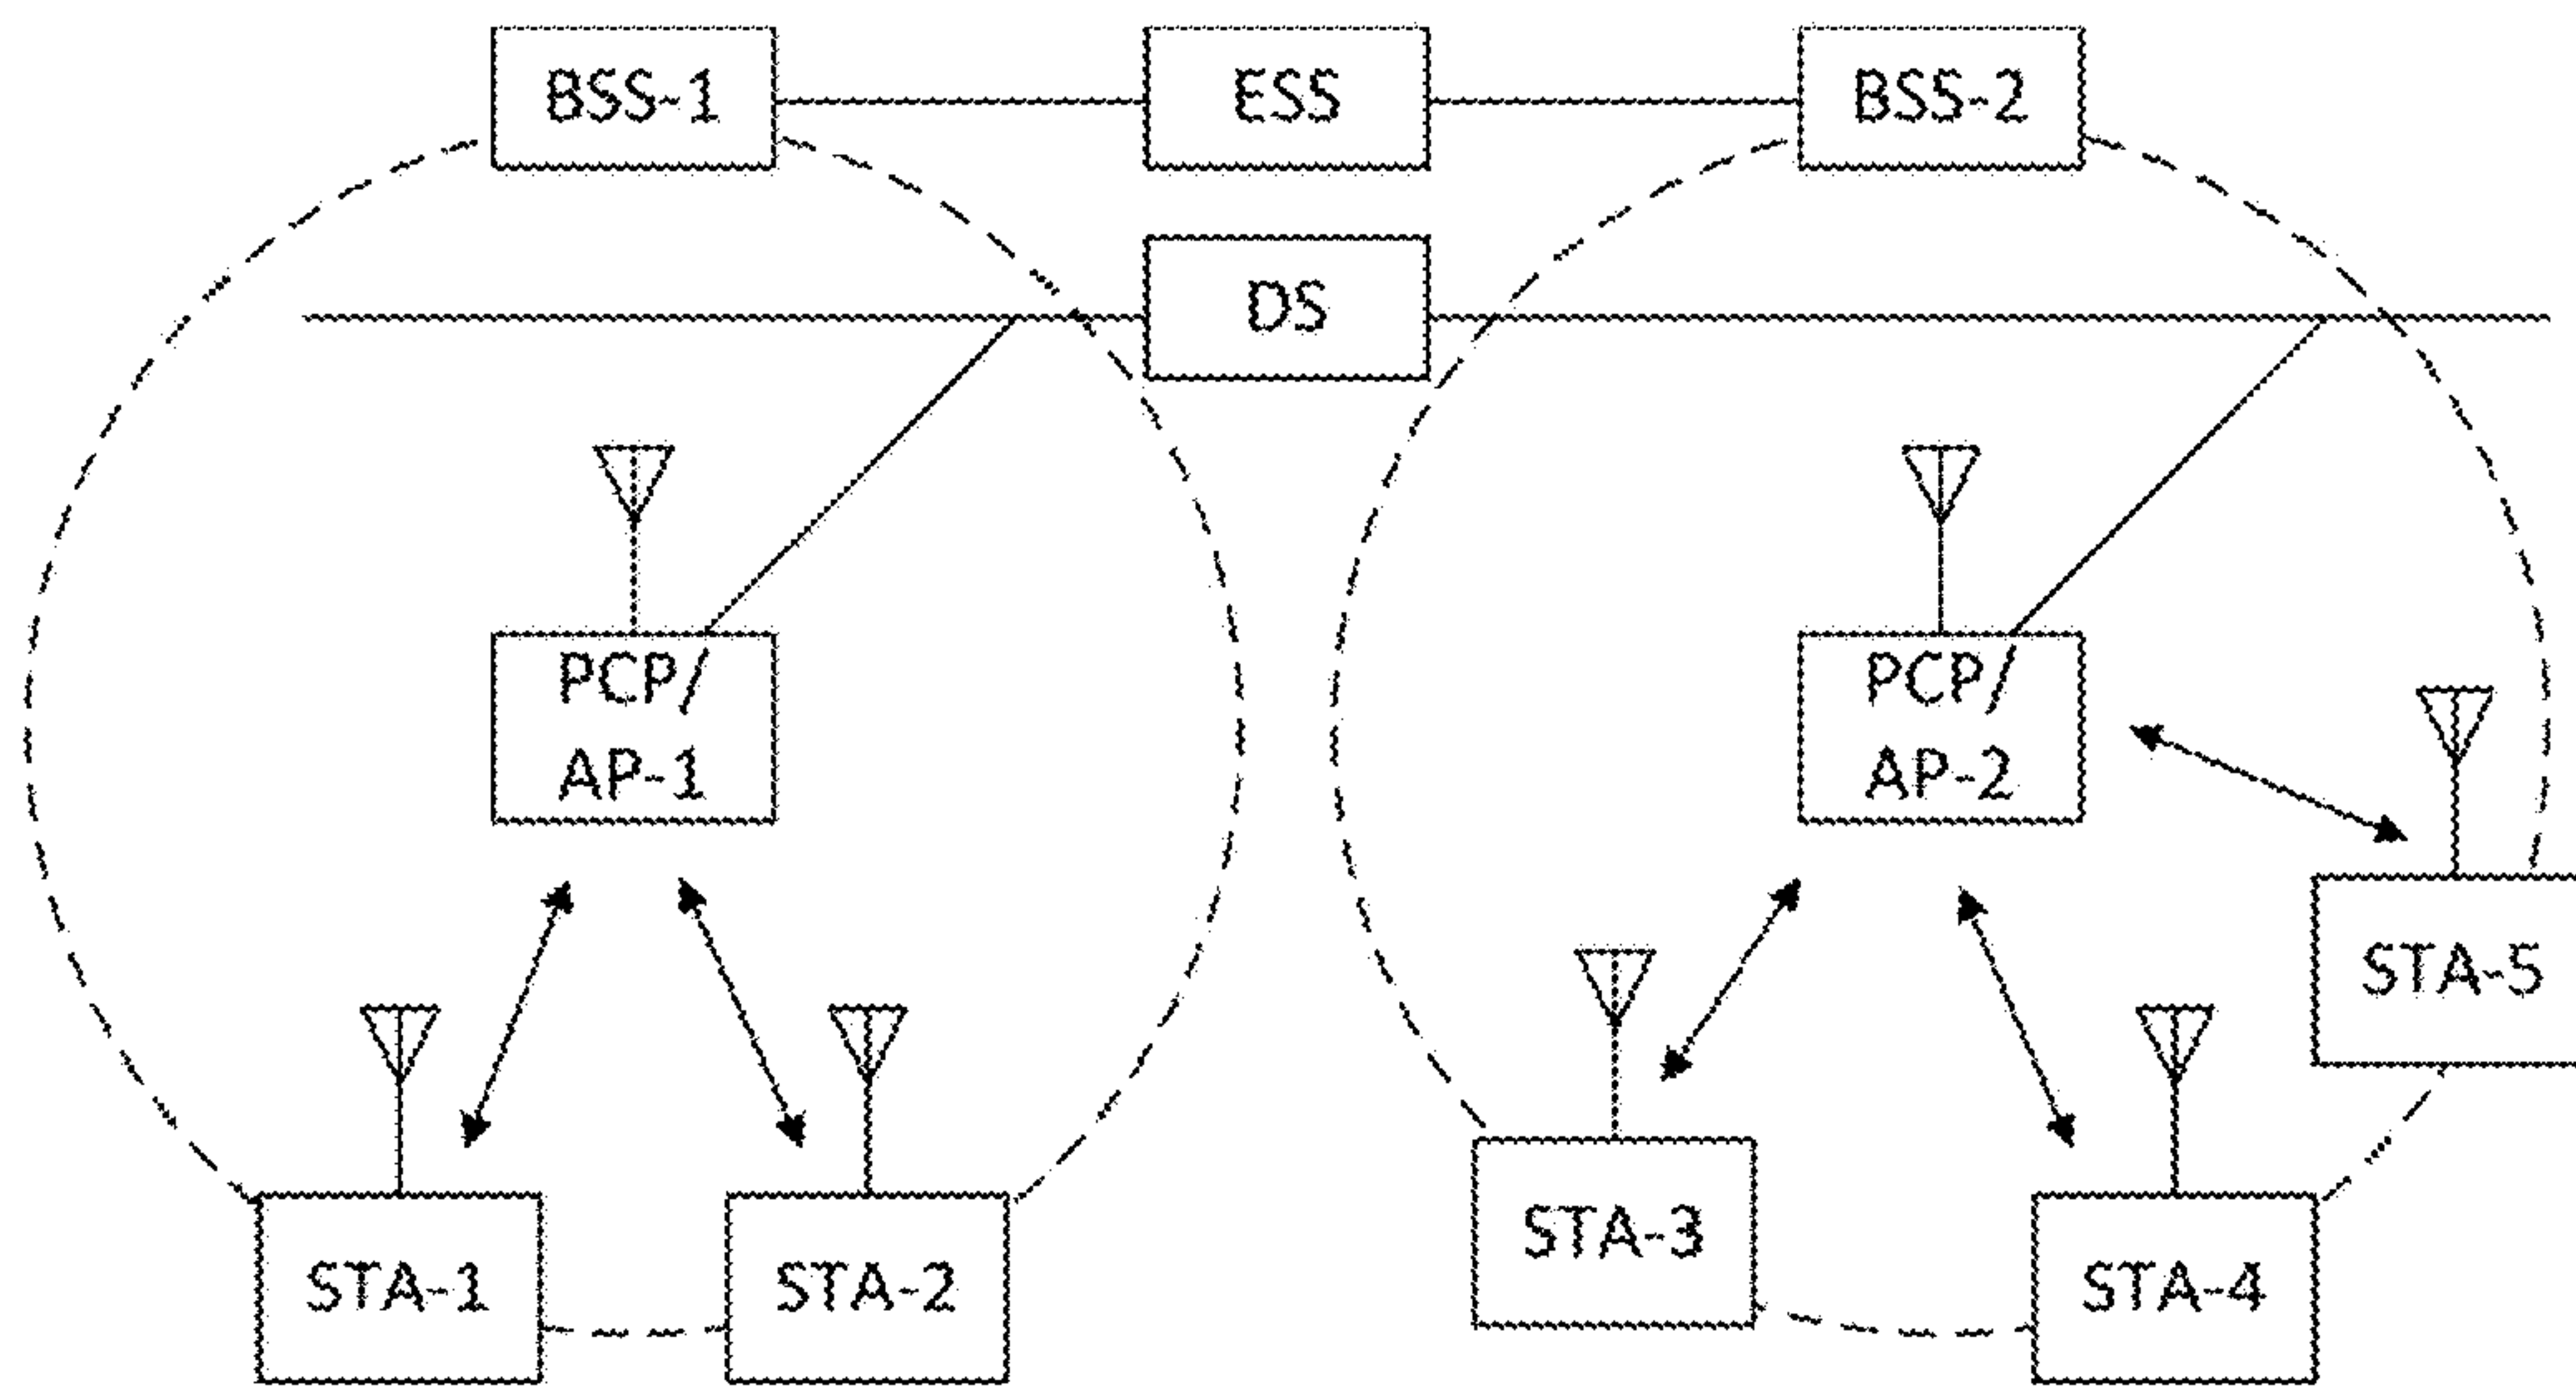 BSS-1
ESS
BSS-2
DS
PCP/
AP-1
PCP/
AP-2
STA-5
STA-3
STA-1
STA-2
STA-4